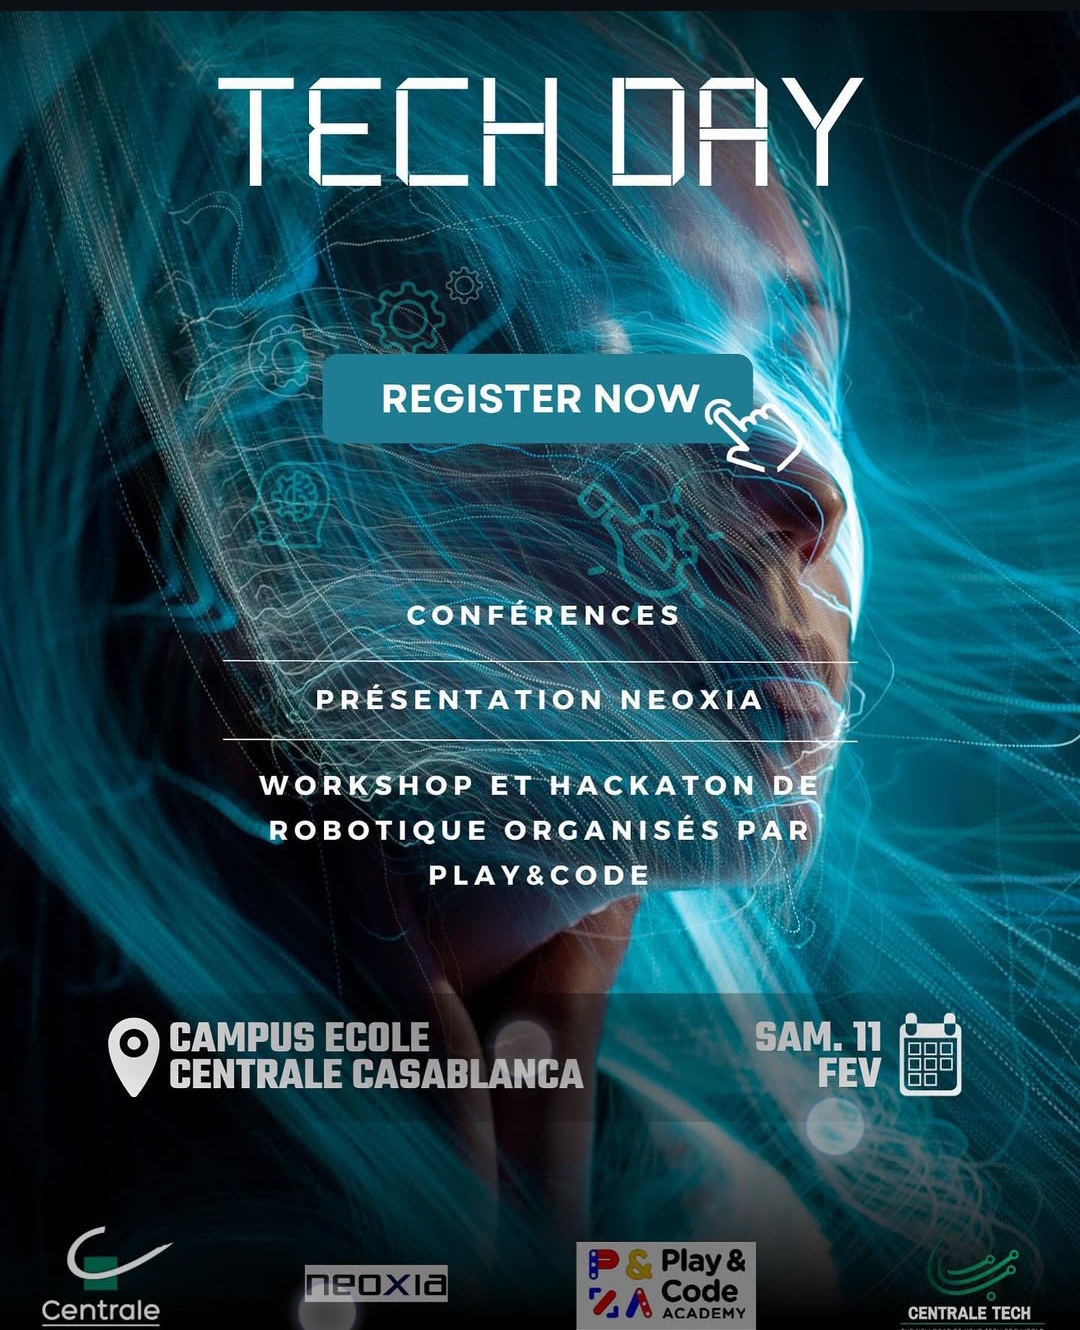 TECH DAY
REGISTER NOW
CONFÉRENCES
PRÉSENTATION NEOXIA
WORKSHOP ET HACKATON DE
ROBOTIQUE ORGANISÉS PAR
PLAY&CODE
CAMPUS ECOLE
CENTRALE CASABLANCA
SAM. 11
FEV
Centrale
neoxia
P&
Play &
Code
ACADEMY
CENTRALE TECH